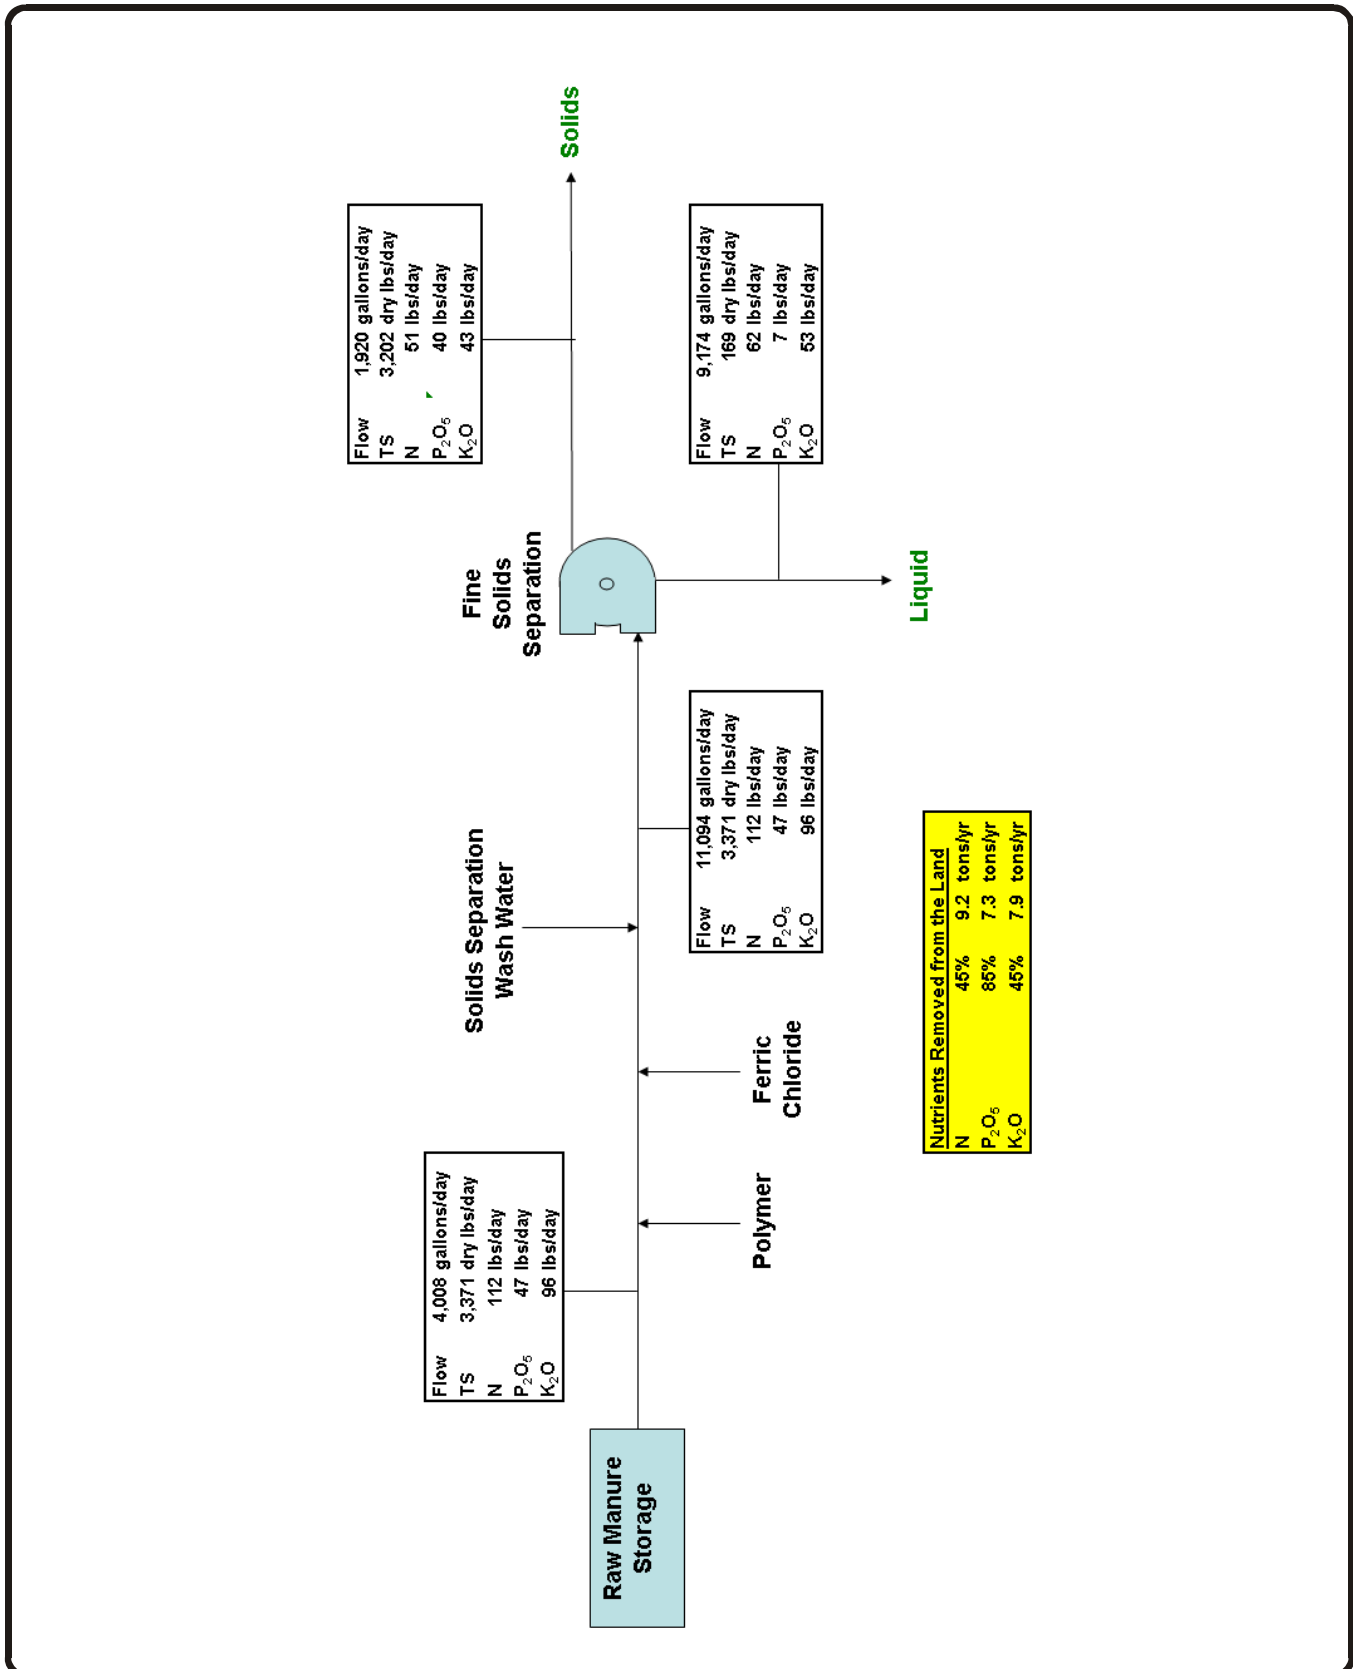 Raw Manure
Storage
Flow 4,008 gallons/day
TS 3,371 dry lbs/day
N 112 lbs/day
P₂O₅ 47 lbs/day
K₂O 96 lbs/day
Polymer
Ferric
Chloride
Solids Separation
Wash Water
Flow 11,094 gallons/day
TS 3,371 dry lbs/day
N 112 lbs/day
P₂O₅ 47 lbs/day
K₂O 96 lbs/day
Fine
Solids
Separation
Flow 1,920 gallons/day
TS 3,202 dry lbs/day
N 51 lbs/day
P₂O₅ 40 lbs/day
K₂O 43 lbs/day
Solids
Flow 9,174 gallons/day
TS 169 dry lbs/day
N 62 lbs/day
P₂O₅ 7 lbs/day
K₂O 53 lbs/day
Liquid
Nutrients Removed from the Land
N 45% 9.2 tons/yr
P₂O₅ 85% 7.3 tons/yr
K₂O 45% 7.9 tons/yr